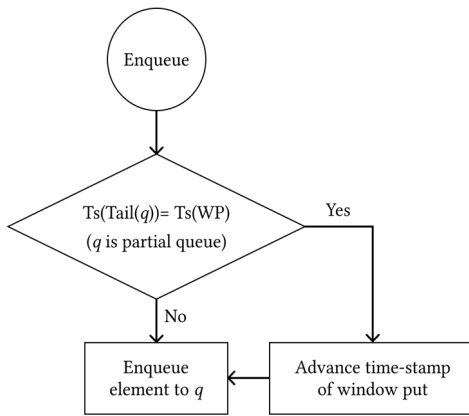 Enqueue
Ts(Tail(q))= Ts(WP)
(q is partial queue)
Yes
No
Enqueue
element to q
Advance time-stamp
of window put